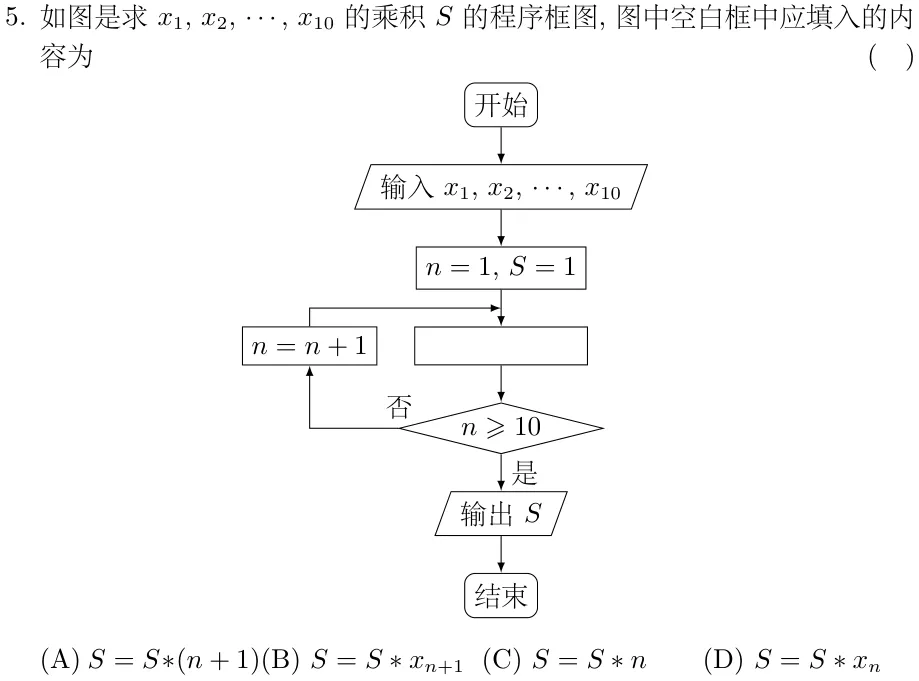 5. 如图是求 x₁, x₂, ⋯, x₁₀ 的乘积 S 的程序框图, 图中空白框中应填入的内
容为 ( )
开始
输入 x₁, x₂, ⋯, x₁₀
n = 1, S = 1
n = n + 1
否
n ⩾ 10
是
输出 S
结束
(A) S = S∗(n + 1)(B) S = S ∗ xₙ₊₁ (C) S = S ∗ n (D) S = S ∗ xₙ